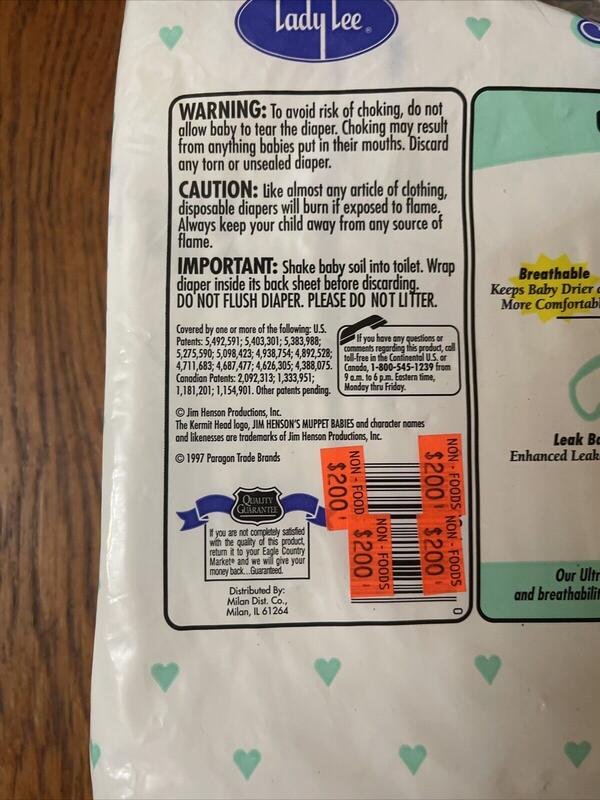 Lady Lee®
WARNING: To avoid risk of choking, do not
allow baby to tear the diaper. Choking may result
from anything babies put in their mouths. Discard
any torn or unsealed diaper.
CAUTION: Like almost any article of clothing,
disposable diapers will burn if exposed to flame.
Always keep your child away from any source of
flame.
IMPORTANT: Shake baby soil into toilet. Wrap
diaper inside its back sheet before discarding.
DO NOT FLUSH DIAPER. PLEASE DO NOT LITTER.
Covered by one or more of the following: U.S.
Patents: 5,492,591; 5,403,301; 5,383,988;
5,275,590; 5,098,423; 4,938,754; 4,892,528;
4,711,683; 4,687,477; 4,626,305; 4,388,075.
Canadian Patents: 2,092,313; 1,333,951;
1,181,201; 1,154,901. Other patents pending.
If you have any questions or
comments regarding this product, call
toll-free in the Continental U.S. or
Canada, 1-800-545-1239 from
9 a.m. to 6 p.m. Eastern time,
Monday thru Friday.
© Jim Henson Productions, Inc.
The Kermit Head logo, JIM HENSON'S MUPPET BABIES and character names
and likenesses are trademarks of Jim Henson Productions, Inc.
© 1997 Paragon Trade Brands
QUALITY
GUARANTEE
If you are not completely satisfied
with the quality of this product,
return it to your Eagle Country
Market® and we will give your
money back...Guaranteed.
Distributed By:
Milan Dist. Co.,
Milan, IL 61264
NON-FOOD
$2.00
NON-FOODS
$2.00
NON-FOODS
$2.00
NON-FOODS
$2.00
0
Breathable
Keeps Baby Drier
More Comfortab
Leak Ba
Enhanced Leak
Our Ultr
and breathabilit